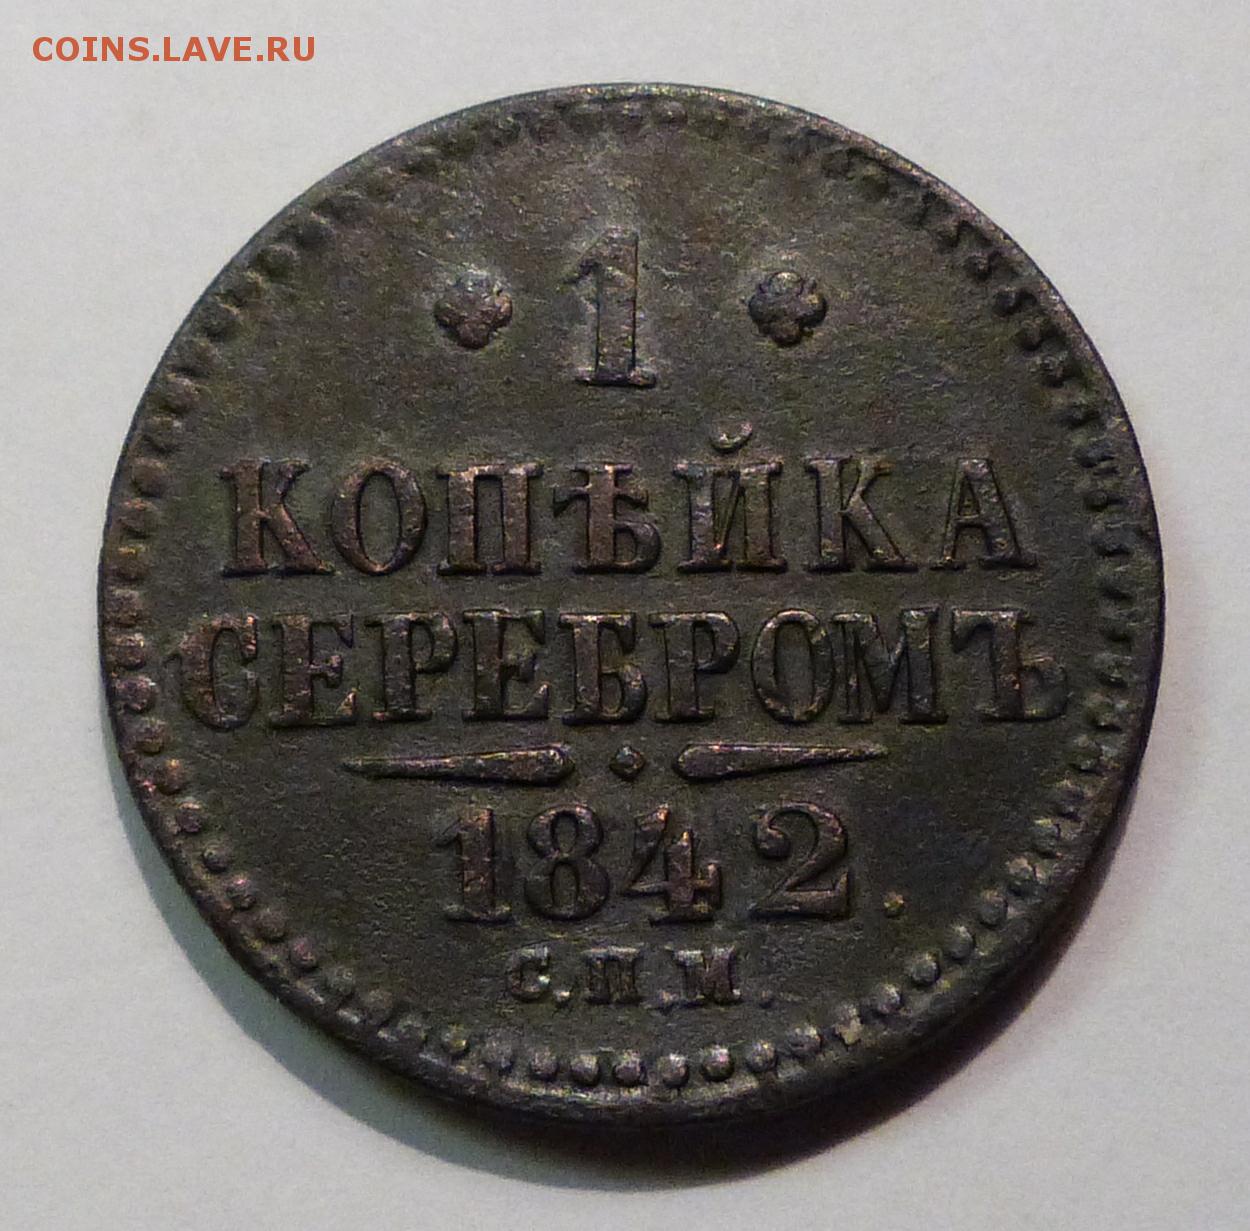 COINS.LAVE.RU
1
КОПѢЙКА
СЕРЕБРОМЪ
1842.
С.П.М.